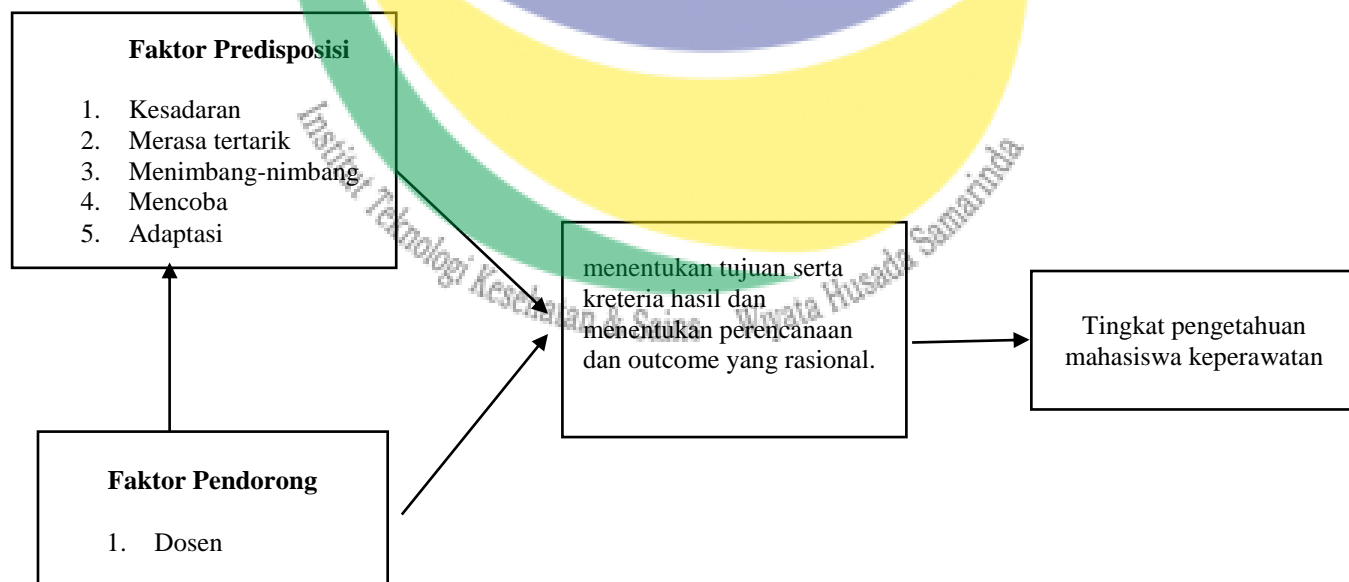 Faktor Predisposisi
1. Kesadaran
2. Merasa tertarik
3. Menimbang-nimbang
4. Mencoba
5. Adaptasi
Institut Teknologi Kesehatan & Sains Wiyata Husada Samarinda
menentukan tujuan serta
kreteria hasil dan
menentukan perencanaan
dan outcome yang rasional.
Tingkat pengetahuan
mahasiswa keperawatan
Faktor Pendorong
1. Dosen